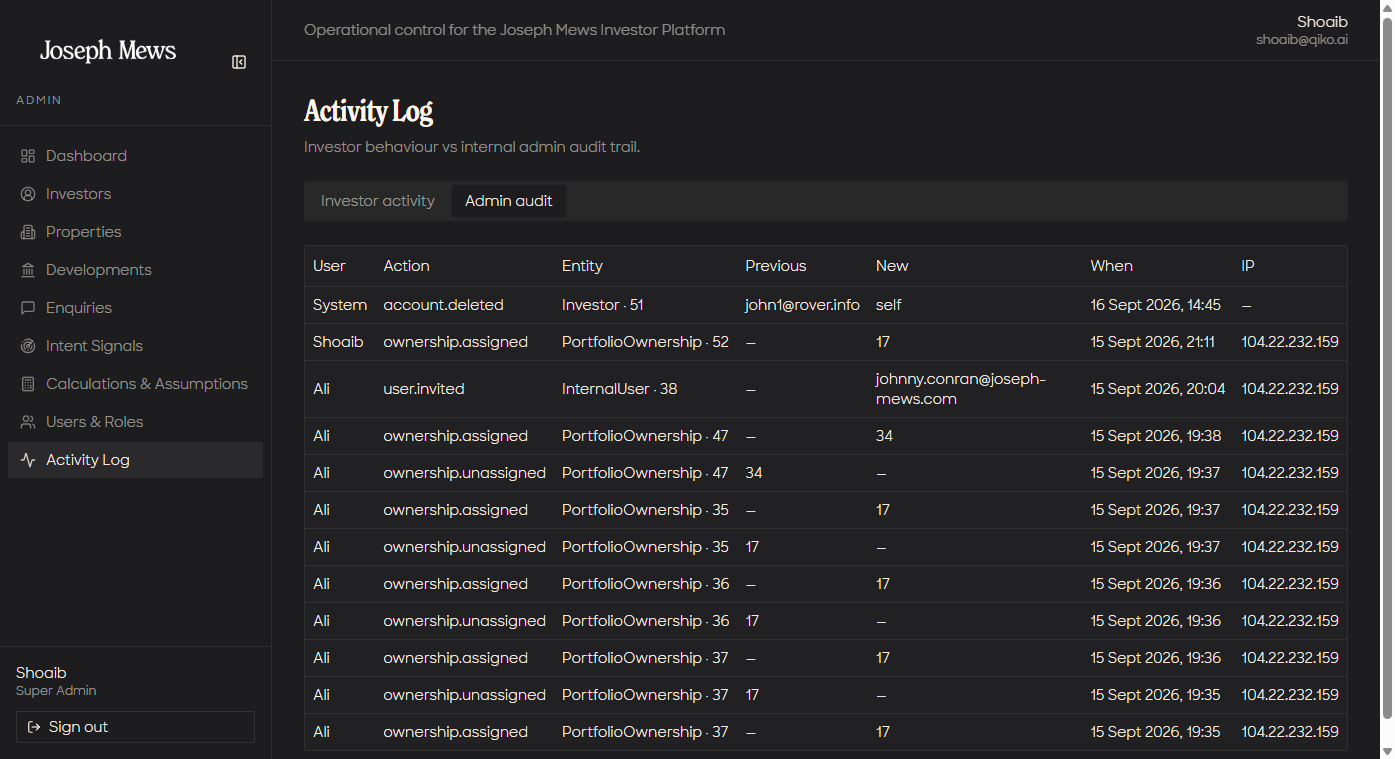 Joseph Mews
ADMIN
Dashboard
Investors
Properties
Developments
Enquiries
Intent Signals
Calculations & Assumptions
Users & Roles
Activity Log
Shoaib
Super Admin
Sign out
Operational control for the Joseph Mews Investor Platform
Shoaib
shoaib@qiko.ai
Activity Log
Investor behaviour vs internal admin audit trail.
Investor activity Admin audit
User Action Entity Previous New When IP
System account.deleted Investor · 51 john1@rover.info self 16 Sept 2026, 14:45 —
Shoaib ownership.assigned PortfolioOwnership · 52 — 17 15 Sept 2026, 21:11 104.22.232.159
Ali user.invited InternalUser · 38 — johnny.conran@joseph-
mews.com 15 Sept 2026, 20:04 104.22.232.159
Ali ownership.assigned PortfolioOwnership · 47 — 34 15 Sept 2026, 19:38 104.22.232.159
Ali ownership.unassigned PortfolioOwnership · 47 34 — 15 Sept 2026, 19:37 104.22.232.159
Ali ownership.assigned PortfolioOwnership · 35 — 17 15 Sept 2026, 19:37 104.22.232.159
Ali ownership.unassigned PortfolioOwnership · 35 17 — 15 Sept 2026, 19:37 104.22.232.159
Ali ownership.assigned PortfolioOwnership · 36 — 17 15 Sept 2026, 19:36 104.22.232.159
Ali ownership.unassigned PortfolioOwnership · 36 17 — 15 Sept 2026, 19:36 104.22.232.159
Ali ownership.assigned PortfolioOwnership · 37 — 17 15 Sept 2026, 19:36 104.22.232.159
Ali ownership.unassigned PortfolioOwnership · 37 17 — 15 Sept 2026, 19:35 104.22.232.159
Ali ownership.assigned PortfolioOwnership · 37 — 17 15 Sept 2026, 19:35 104.22.232.159